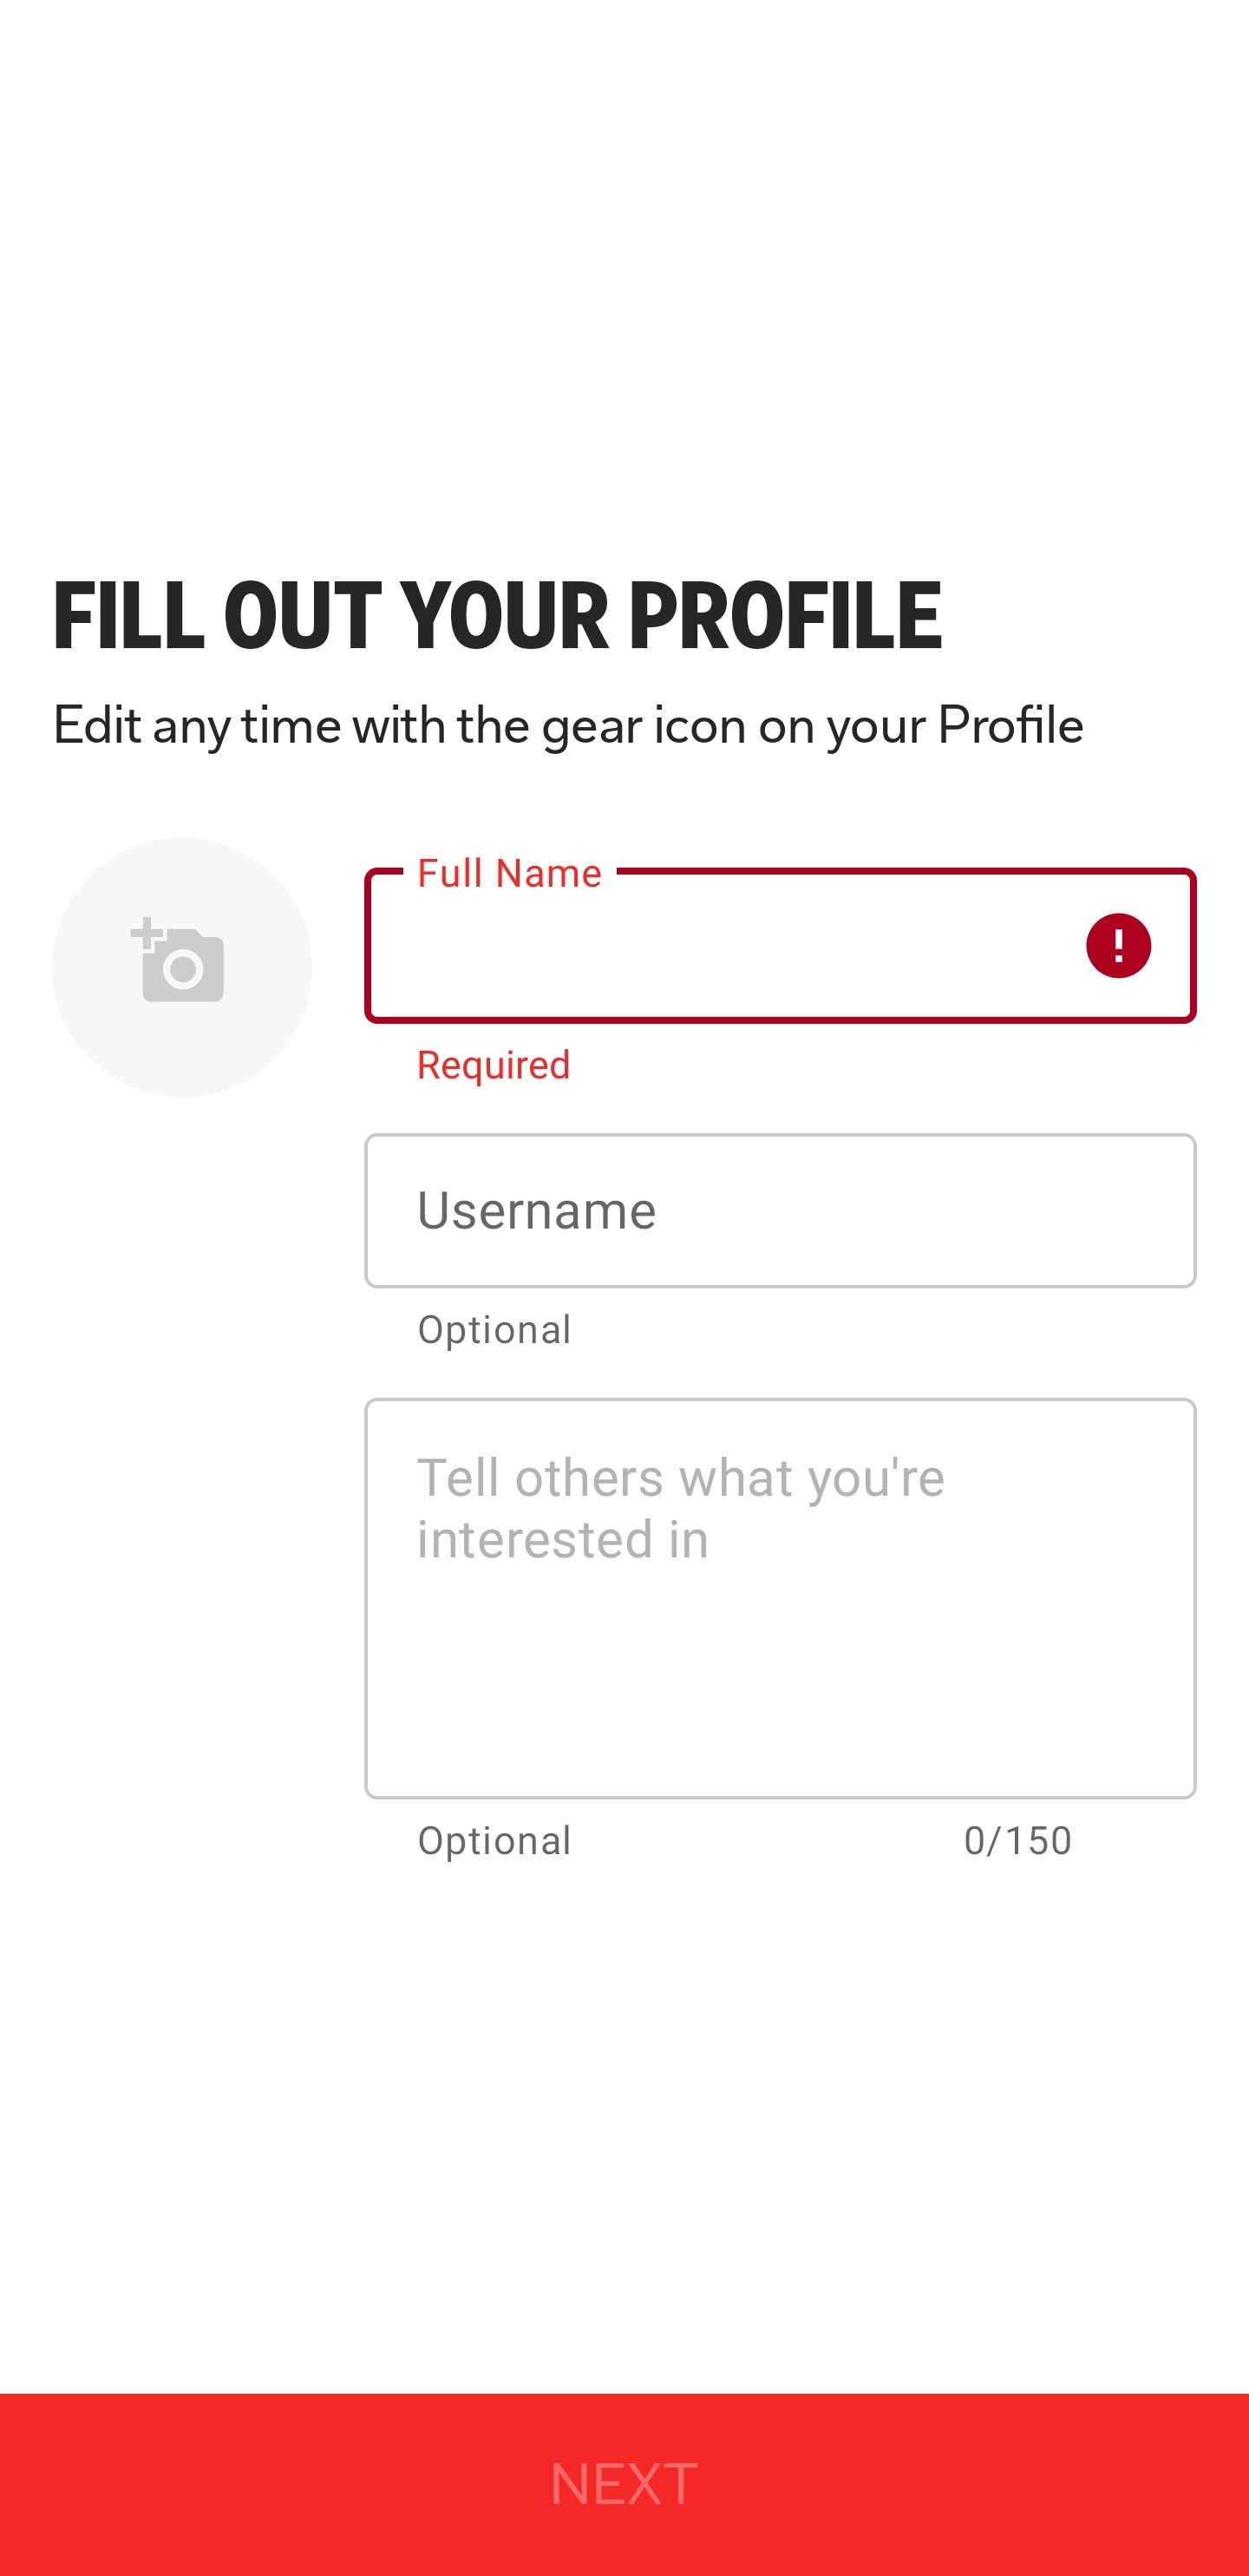 FILL OUT YOUR PROFILE
Edit any time with the gear icon on your Profile
Full Name
Required
Username
Optional
Tell others what you're
interested in
Optional 0/150
NEXT